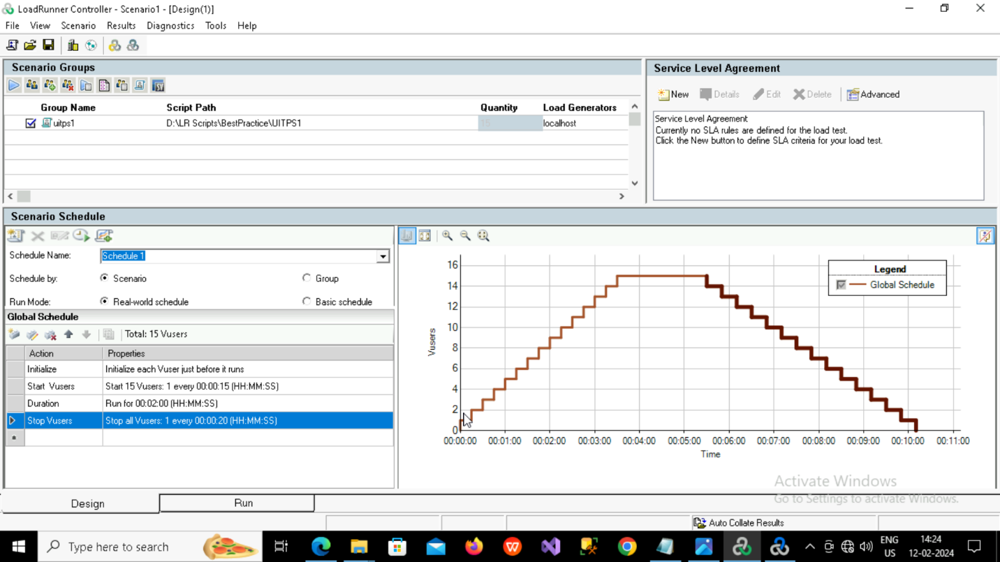 LoadRunner Controller - Scenario1 - [Design(1)]
File View Scenario Results Diagnostics Tools Help
Scenario Groups
Group Name Script Path Quantity Load Generators
uitps1 D:\LR Scripts\BestPractice\UITPS1 15 localhost
Service Level Agreement
New Details Edit Delete Advanced
Service Level Agreement
Currently no SLA rules are defined for the load test.
Click the New button to define SLA criteria for your load test.
Scenario Schedule
Schedule Name: Schedule 1
Schedule by: Scenario Group
Run Mode: Real-world schedule Basic schedule
Global Schedule
Total: 15 Vusers
Action Properties
Initialize Initialize each Vuser just before it runs
Start Vusers Start 15 Vusers: 1 every 00:00:15 (HH:MM:SS)
Duration Run for 00:02:00 (HH:MM:SS)
Stop Vusers Stop all Vusers: 1 every 00:00:20 (HH:MM:SS)
*
Legend
Global Schedule
16
14
12
10
8
6
4
2
0
Vusers
00:00:00 00:01:00 00:02:00 00:03:00 00:04:00 00:05:00 00:06:00 00:07:00 00:08:00 00:09:00 00:10:00 00:11:00
Time
Activate Windows
Go to Settings to activate Windows.
Design Run
Auto Collate Results
Type here to search
ENG
US
14:24
12-02-2024